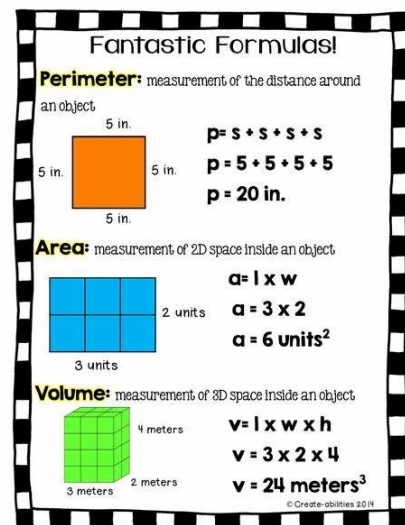 Fantastic Formulas!
Perimeter: measurement of the distance around
an object
5 in.
5 in.
5 in.
5 in.
p= s + s + s + s
p = 5 + 5 + 5 + 5
p = 20 in.
Area: measurement of 2D space inside an object
2 units
3 units
a= l x w
a = 3 x 2
a = 6 units²
Volume: measurement of 3D space inside an object
4 meters
2 meters
3 meters
v= l x w x h
v = 3 x 2 x 4
v = 24 meters³
© Create-abilities 2014